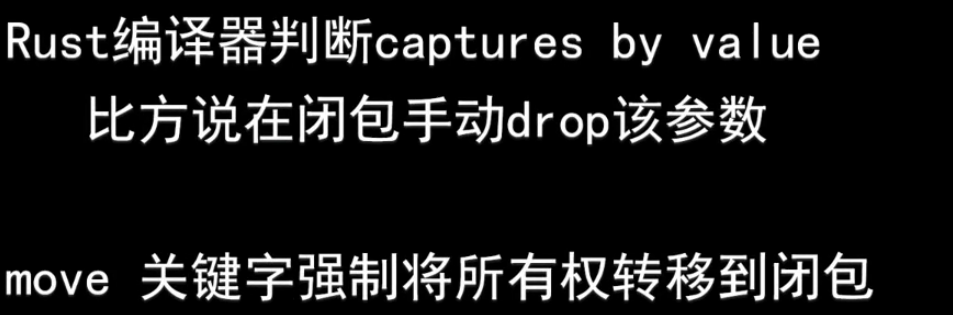 Rust编译器判断captures by value
比方说在闭包手动drop该参数
move 关键字强制将所有权转移到闭包